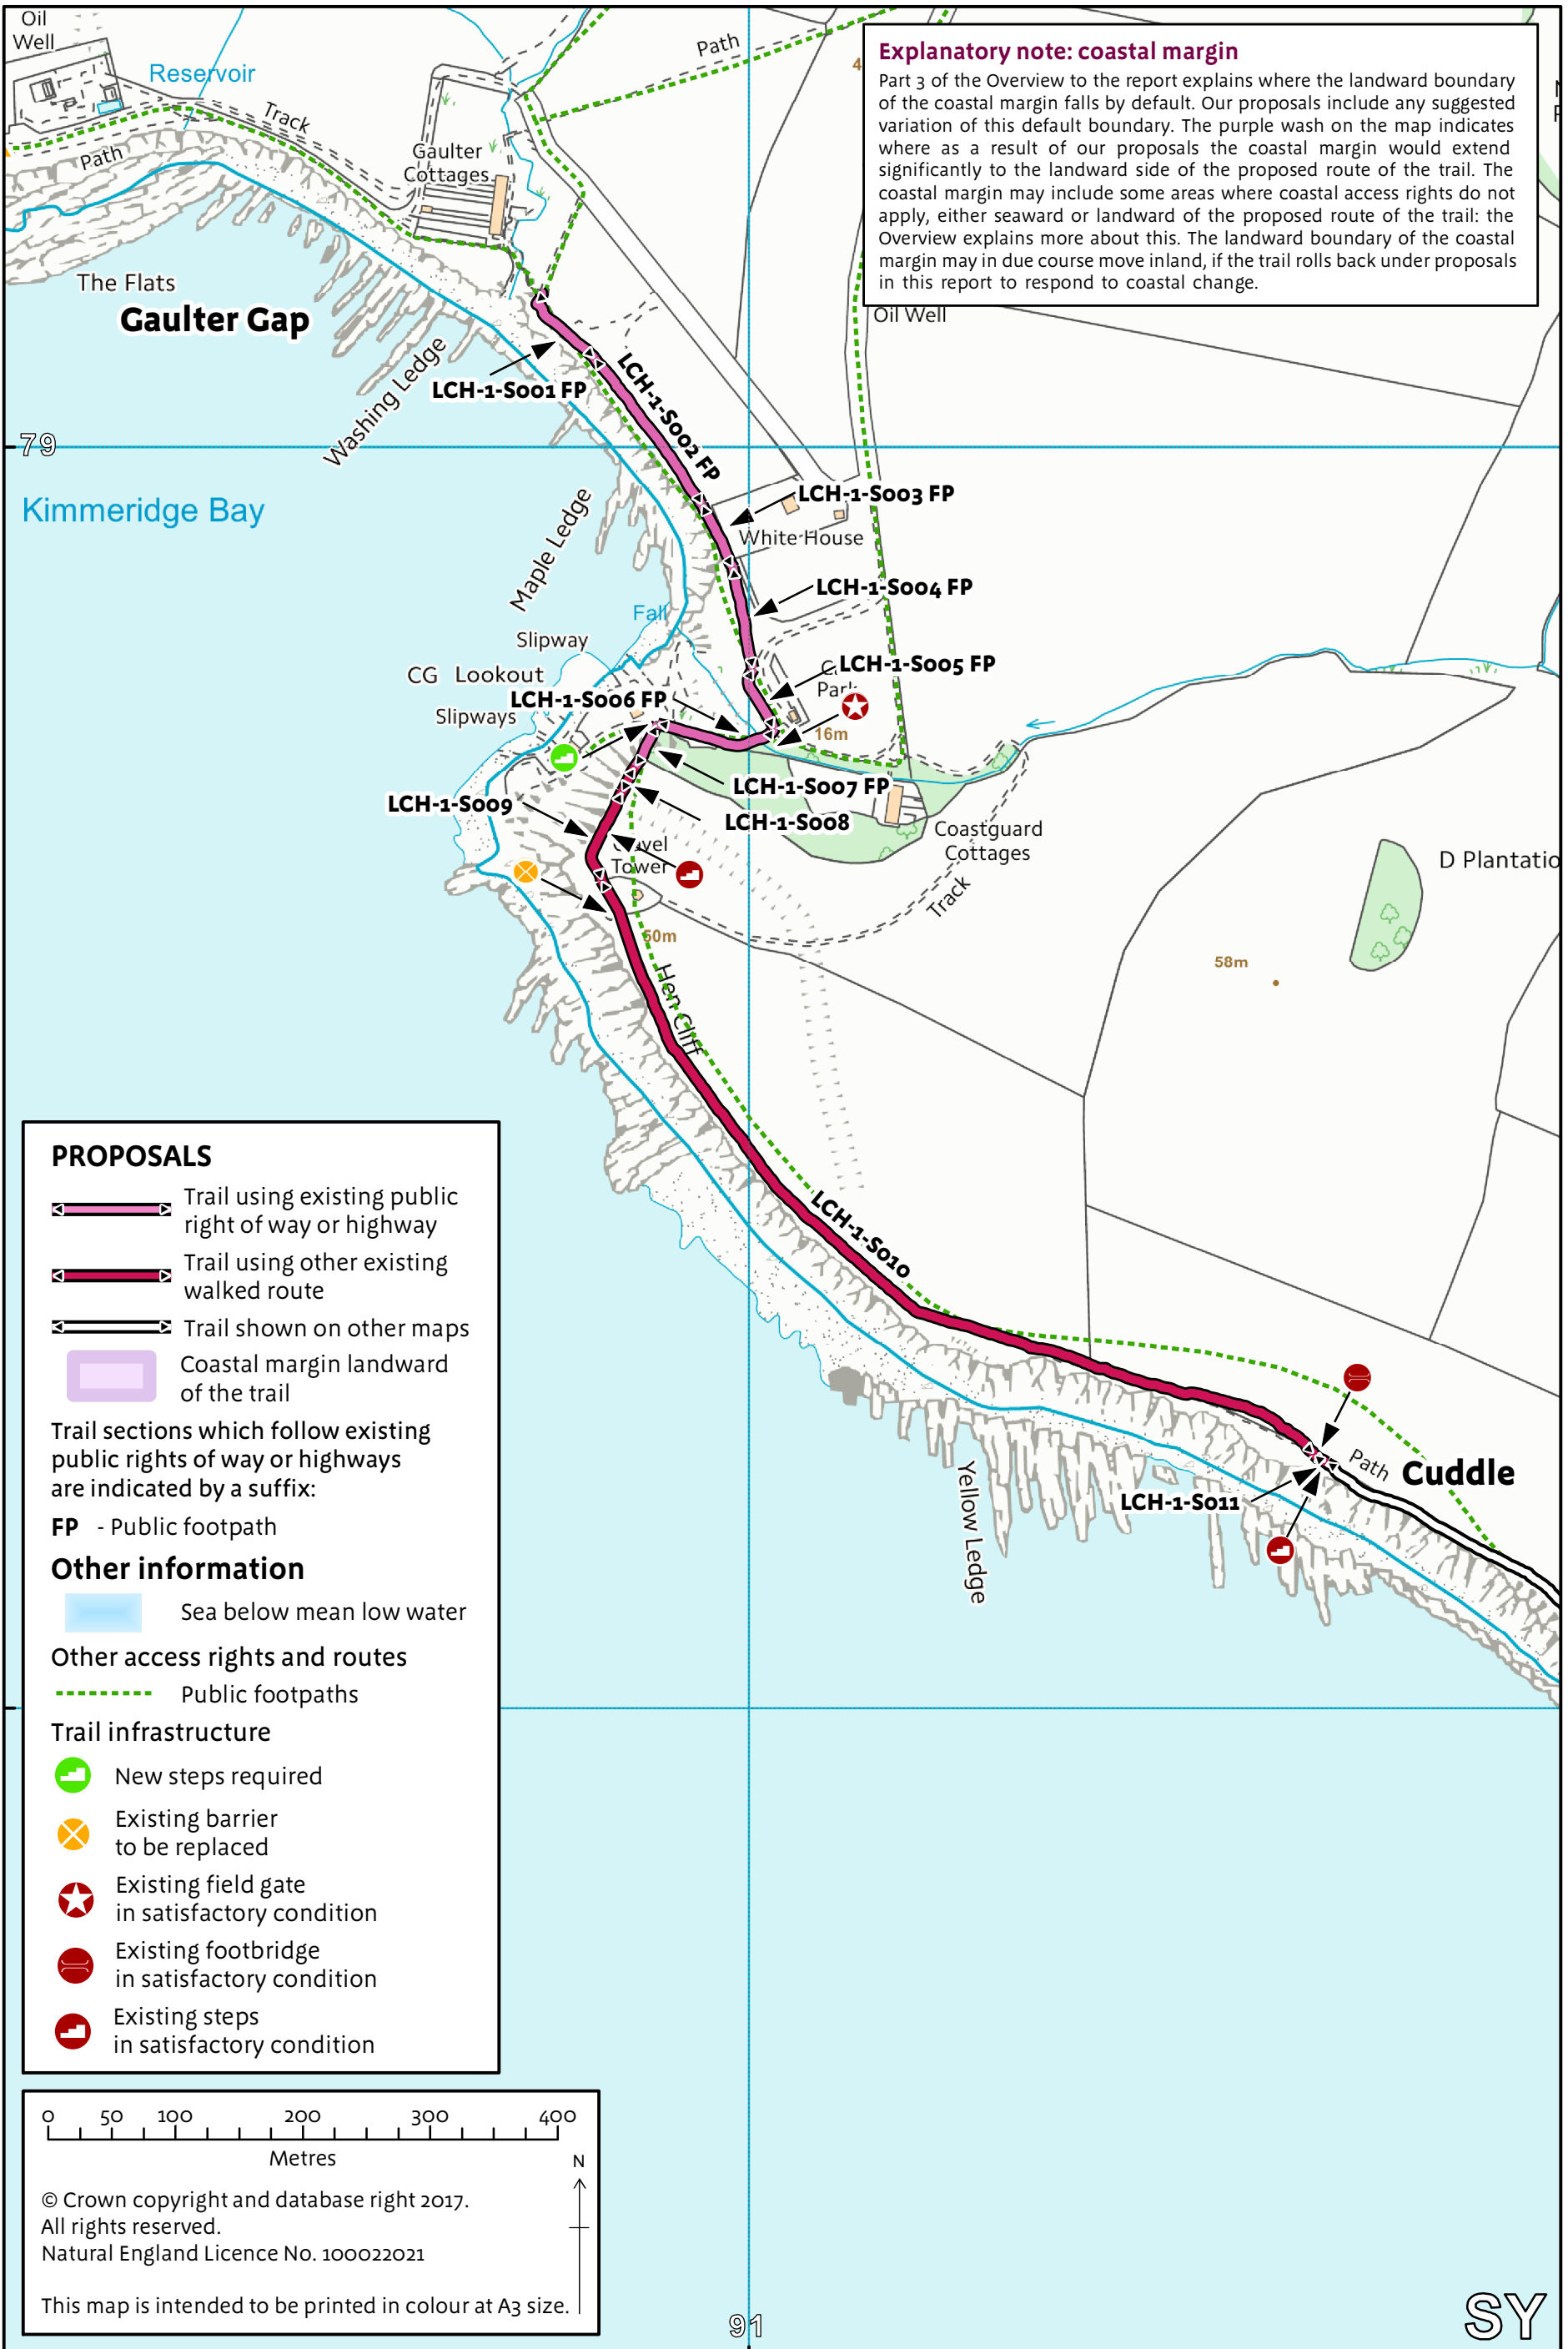 Oil
Well
Reservoir
Track
Path
Path
Gaulter
Cottages
The Flats
Gaulter Gap
Washing Ledge
Explanatory note: coastal margin
Part 3 of the Overview to the report explains where the landward boundary
of the coastal margin falls by default. Our proposals include any suggested
variation of this default boundary. The purple wash on the map indicates
where as a result of our proposals the coastal margin would extend
significantly to the landward side of the proposed route of the trail. The
coastal margin may include some areas where coastal access rights do not
apply, either seaward or landward of the proposed route of the trail: the
Overview explains more about this. The landward boundary of the coastal
margin may in due course move inland, if the trail rolls back under proposals
in this report to respond to coastal change.
4
Oil Well
LCH-1-S001 FP
LCH-1-S002 FP
79
Kimmeridge Bay
LCH-1-S003 FP
White House
Maple Ledge
LCH-1-S004 FP
Fall
Slipway
CG Lookout
LCH-1-S005 FP
Park
LCH-1-S006 FP
Slipways
16m
LCH-1-S007 FP
LCH-1-S009
LCH-1-S008
Coastguard
Cottages
Tower
Track
D Plantatio
50m
58m
Hen Cliff
LCH-1-S010
Path
Cuddle
LCH-1-S011
Yellow Ledge
PROPOSALS
Trail using existing public
right of way or highway
Trail using other existing
walked route
Trail shown on other maps
Coastal margin landward
of the trail
Trail sections which follow existing
public rights of way or highways
are indicated by a suffix:
FP - Public footpath
Other information
Sea below mean low water
Other access rights and routes
Public footpaths
Trail infrastructure
New steps required
Existing barrier
to be replaced
Existing field gate
in satisfactory condition
Existing footbridge
in satisfactory condition
Existing steps
in satisfactory condition
0 50 100 200 300 400
Metres
N
© Crown copyright and database right 2017.
All rights reserved.
Natural England Licence No. 100022021
This map is intended to be printed in colour at A3 size.
91
SY